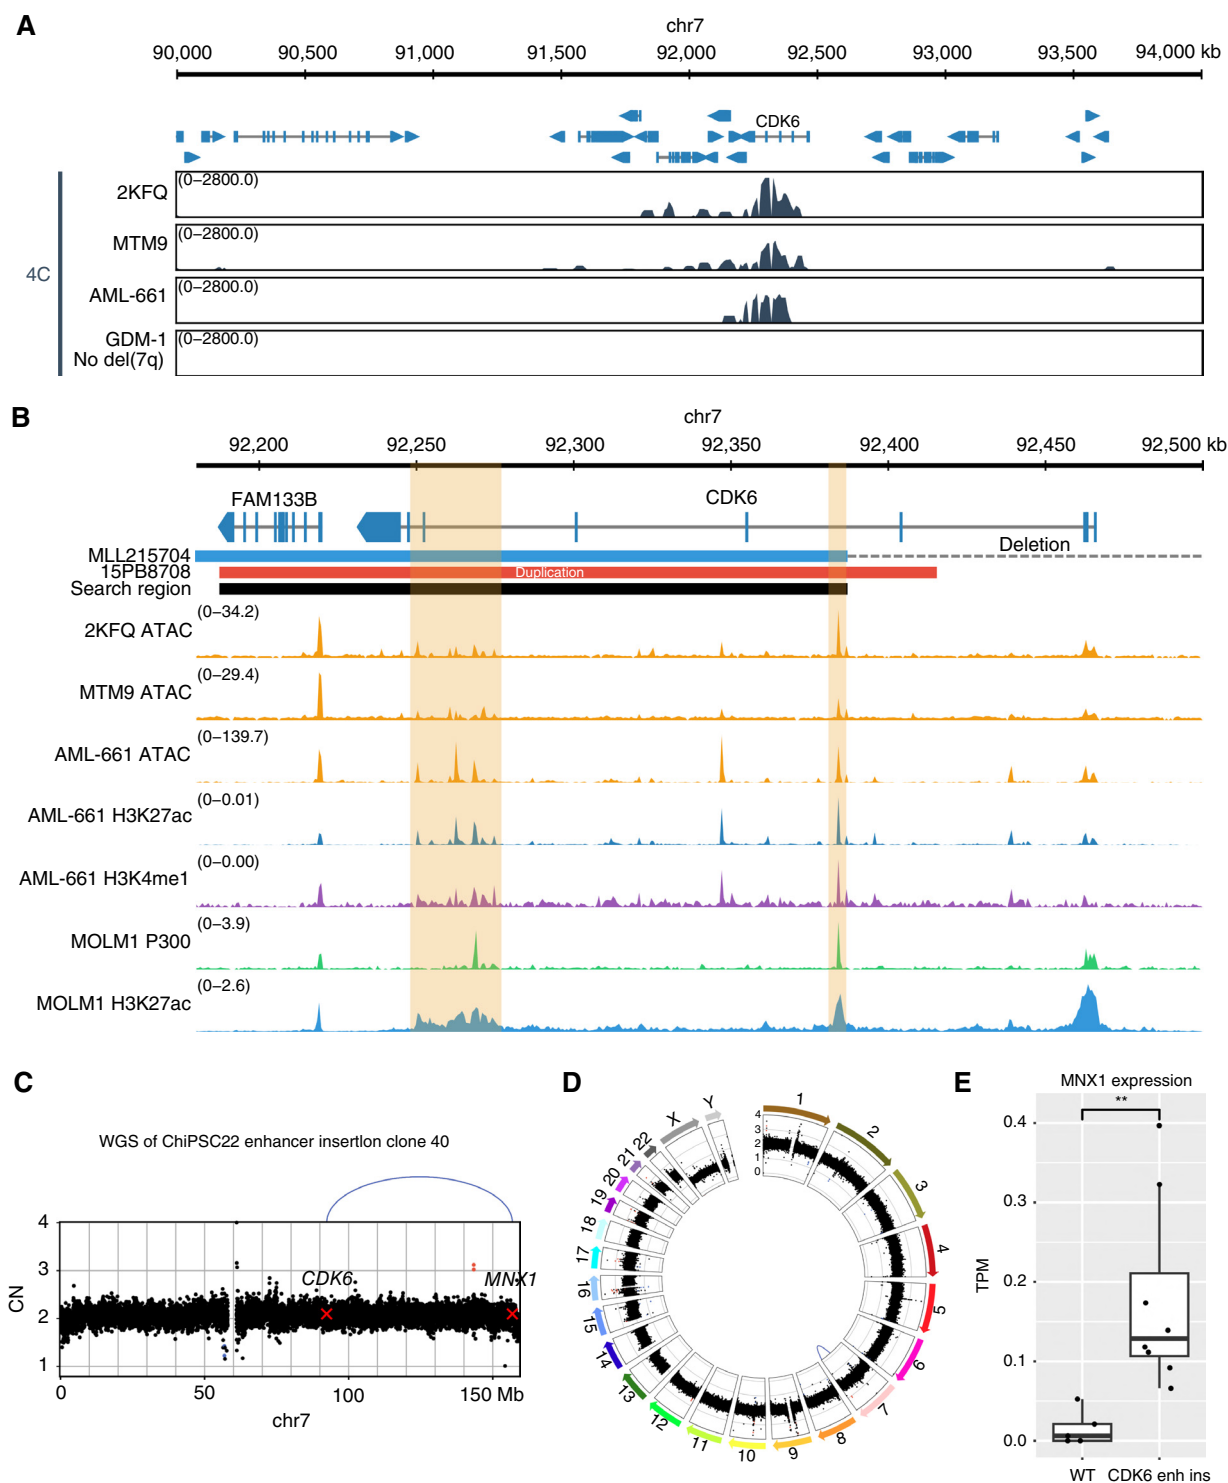 A
chr7
90,000 90,500 91,000 91,500 92,000 92,500 93,000 93,500 94,000 kb
CDK6
4C
2KFQ (0–2800.0)
MTM9 (0–2800.0)
AML-661 (0–2800.0)
GDM-1 (0–2800.0)
No del(7q)
B
chr7
92,200 92,250 92,300 92,350 92,400 92,450 92,500 kb
FAM133B CDK6
MLL215704 Deletion
15PB8708 Duplication
Search region
(0–34.2)
2KFQ ATAC
(0–29.4)
MTM9 ATAC
(0–139.7)
AML-661 ATAC
(0–0.01)
AML-661 H3K27ac
(0–0.00)
AML-661 H3K4me1
(0–3.9)
MOLM1 P300
(0–2.6)
MOLM1 H3K27ac
C
WGS of ChiPSC22 enhancer insertlon clone 40
CN
4
3
2
1
CDK6 MNX1
0 50 100 150 Mb
chr7
D
1
2
3
4
5
6
7
8
9
10
11
12
13
14
15
16
17
18
19
20
21
22
X
Y
4
3
2
1
0
E
MNX1 expression
**
TPM
0.4
0.3
0.2
0.1
0.0
WT CDK6 enh ins